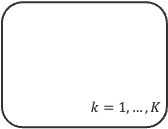 k = 1, ..., K